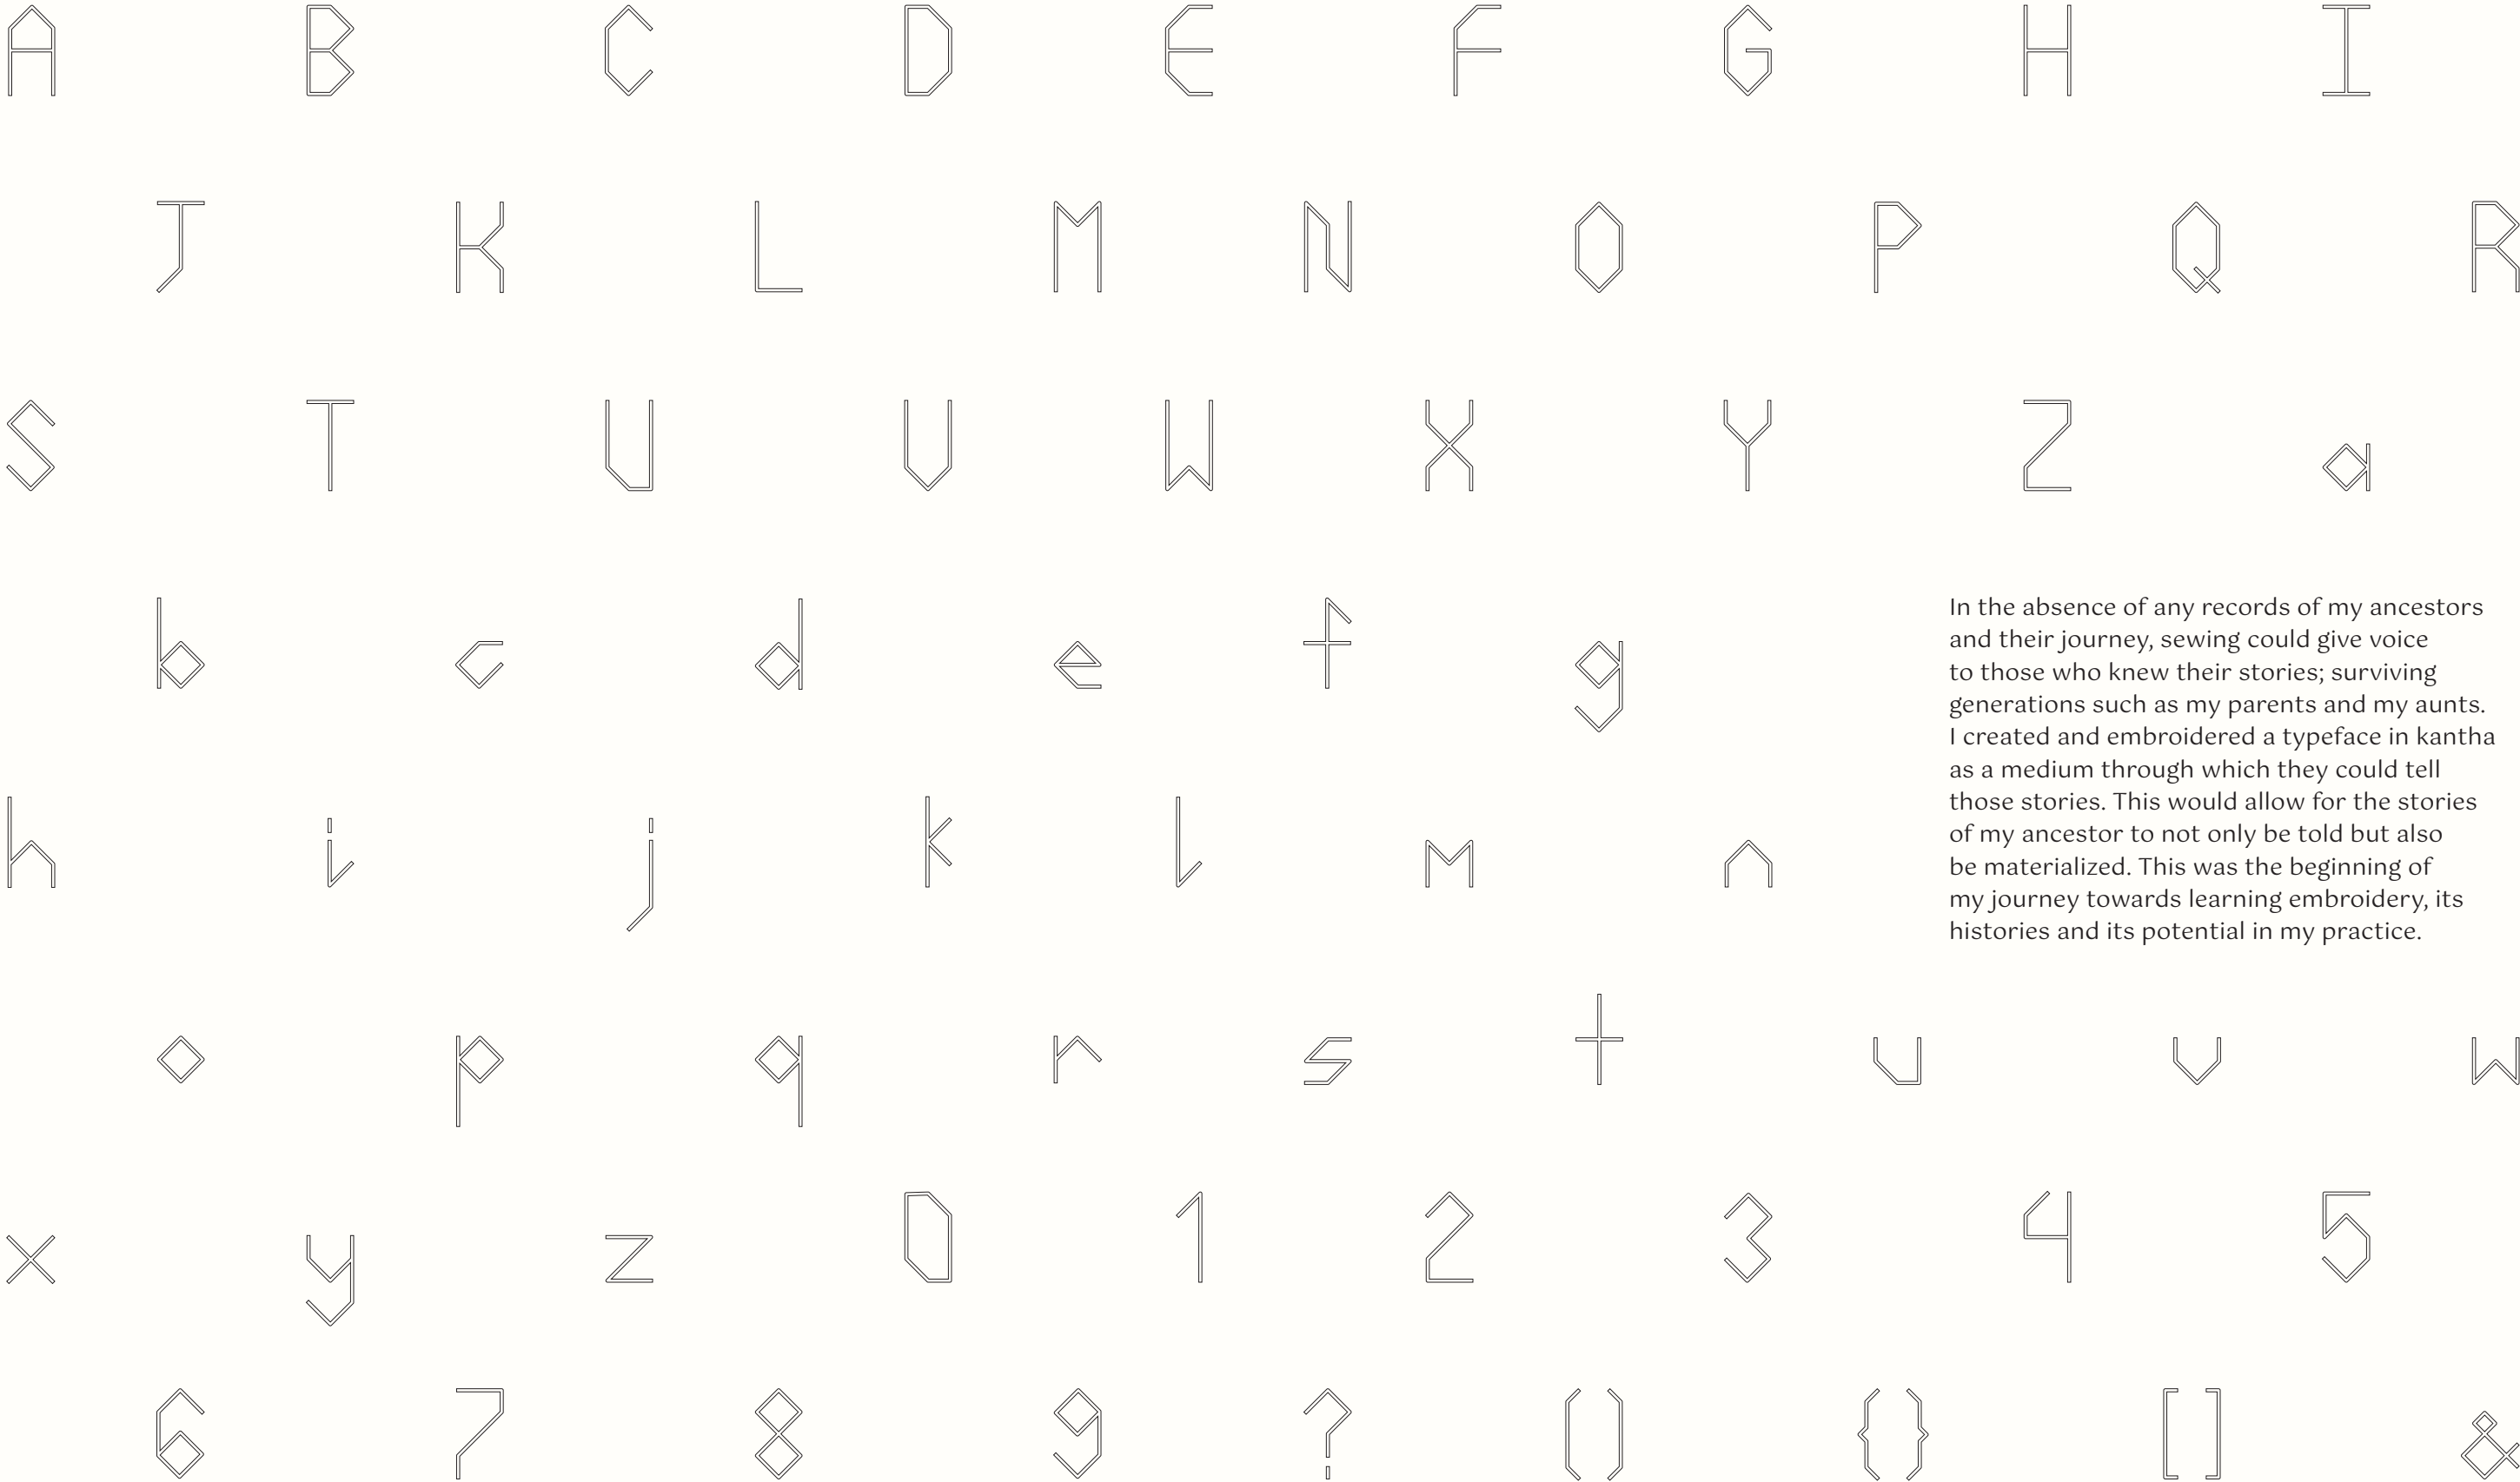 A B C D E F G H I
J K L M N O P Q R
S T U V W X Y Z a
b c d e f g
h i j k l m n
In the absence of any records of my ancestors
and their journey, sewing could give voice
to those who knew their stories; surviving
generations such as my parents and my aunts.
I created and embroidered a typeface in kantha
as a medium through which they could tell
those stories. This would allow for the stories
of my ancestor to not only be told but also
be materialized. This was the beginning of
my journey towards learning embroidery, its
histories and its potential in my practice.
o p q r s t u v w
x y z 0 1 2 3 4 5
6 7 8 9 ? ( ) { } [ ] &